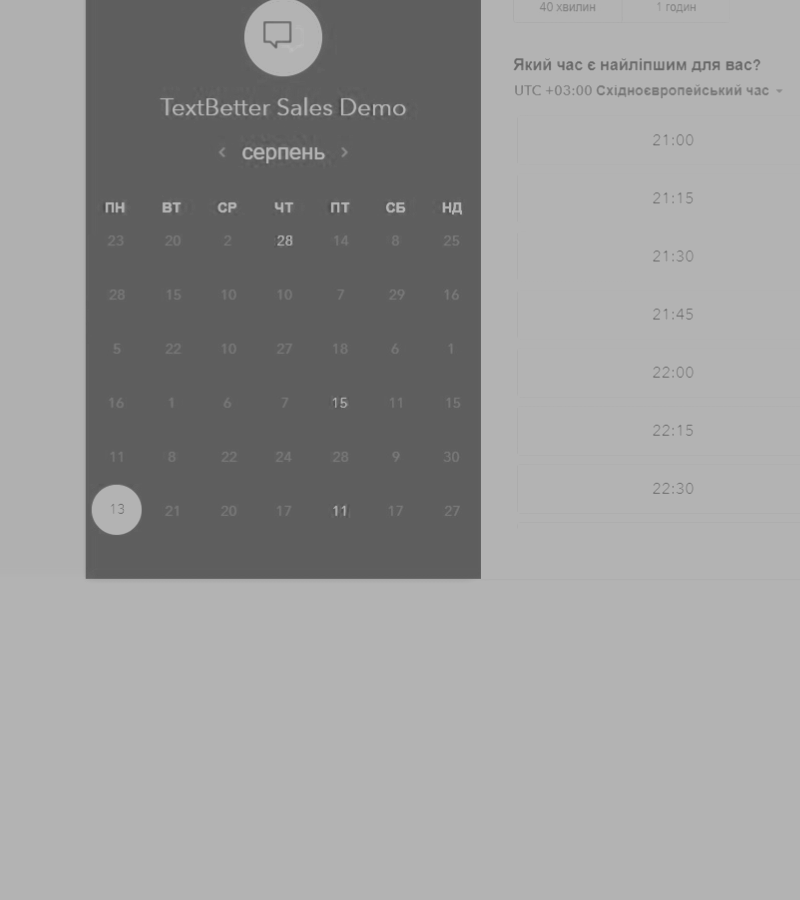 TextBetter Sales Demo
серпень
ПН ВТ СР ЧТ ПТ СБ НД
23 20 2 28 14 8 25
28 15 10 10 7 29 16
5 22 10 27 18 6 1
16 1 6 7 15 11 15
11 8 22 24 28 9 30
13 21 20 17 11 17 27
40 хвилин 1 годин
Який час є найліпшим для вас?
UTC +03:00 Східноєвропейський час
21:00
21:15
21:30
21:45
22:00
22:15
22:30